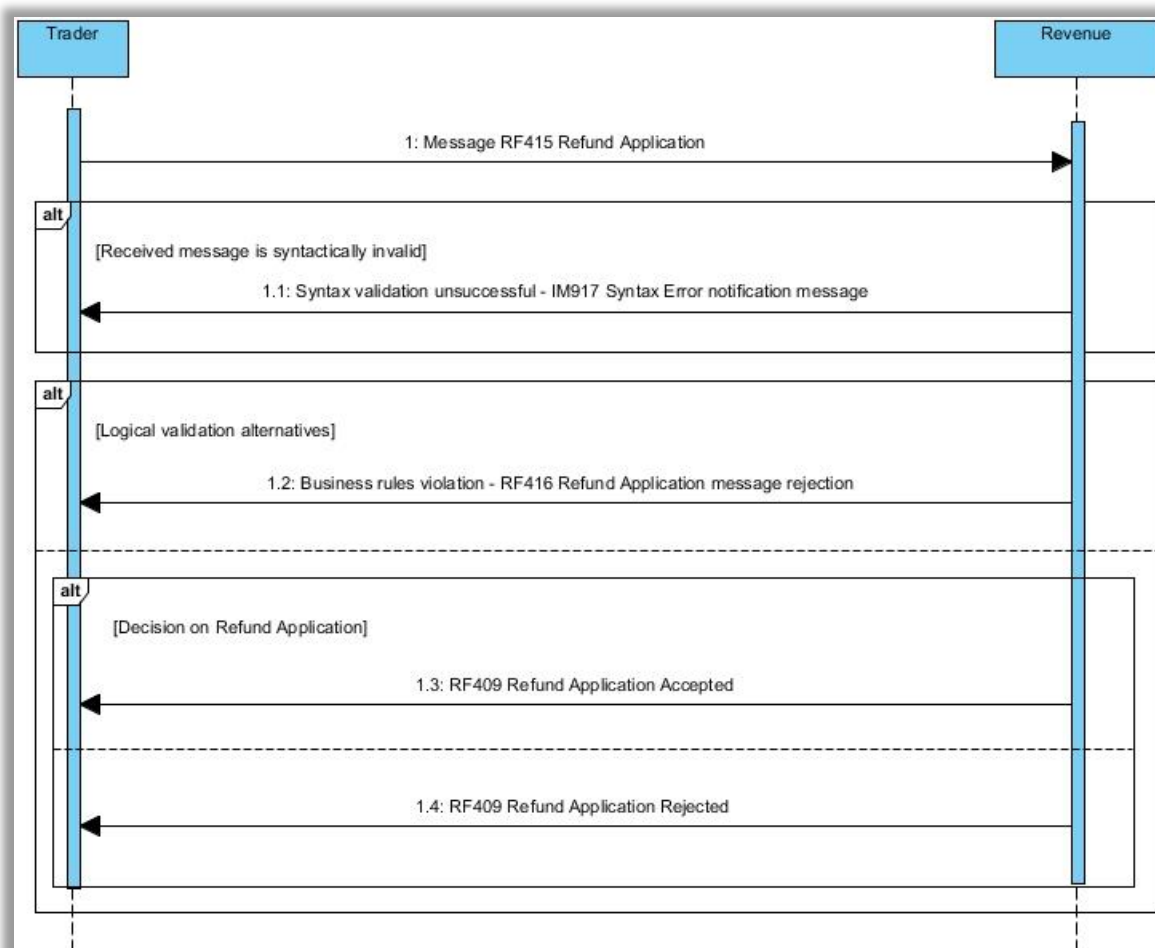 Trader
Revenue
1: Message RF415 Refund Application
alt
[Received message is syntactically invalid]
1.1: Syntax validation unsuccessful - IM917 Syntax Error notification message
alt
[Logical validation alternatives]
1.2: Business rules violation - RF416 Refund Application message rejection
alt
[Decision on Refund Application]
1.3: RF409 Refund Application Accepted
1.4: RF409 Refund Application Rejected